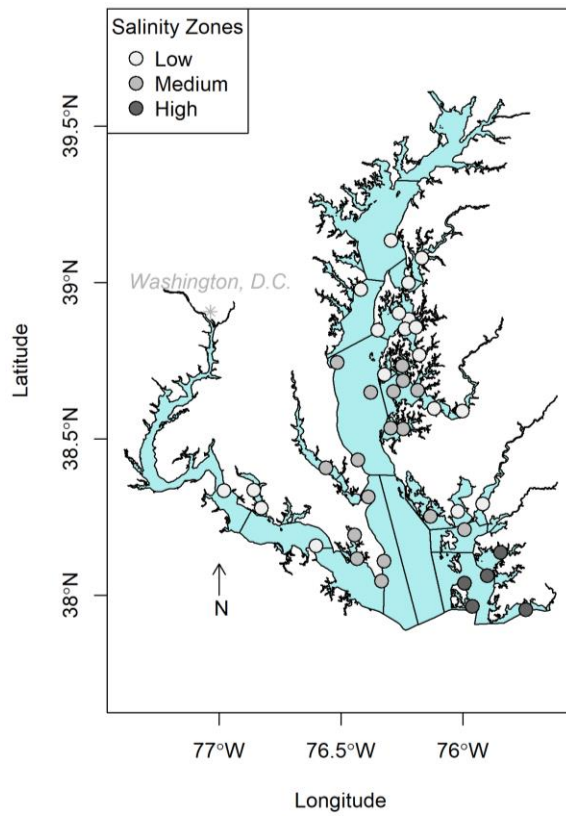 Salinity Zones
Low
Medium
High
39.5°N
39°N
38.5°N
38°N
Latitude
Washington, D.C.
N
77°W
76.5°W
76°W
Longitude